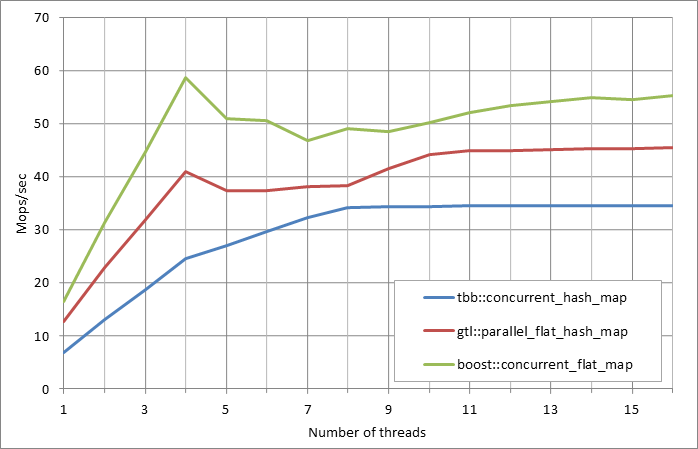 70
60
50
40
30
20
10
0
Mops/sec
tbb::concurrent_hash_map
gtl::parallel_flat_hash_map
boost::concurrent_flat_map
1 3 5 7 9 11 13 15
Number of threads